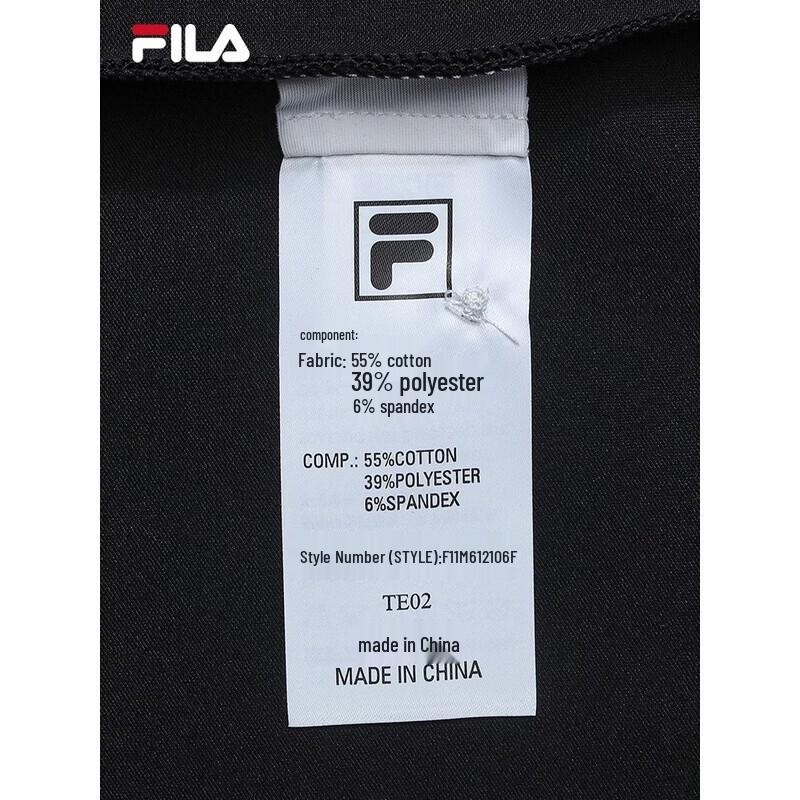 FILA
F
component:
Fabric: 55% cotton
39% polyester
6% spandex
COMP.: 55%COTTON
39%POLYESTER
6%SPANDEX
Style Number (STYLE):F11M612106F
TE02
made in China
MADE IN CHINA